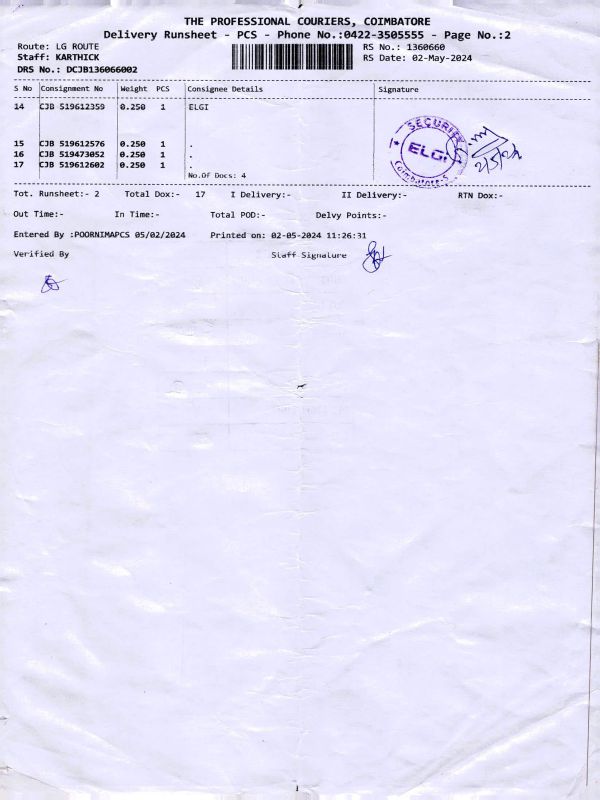 THE PROFESSIONAL COURIERS, COIMBATORE
Delivery Runsheet - PCS - Phone No.:0422-3505555 - Page No.:2
Route: LG ROUTE RS No.: 1360660
Staff: KARTHICK RS Date: 02-May-2024
DRS No.: DCJB136066002
S No Consignment No Weight PCS Consignee Details Signature
14 CJB 519612359 0.250 1 ELGI
15 CJB 519612576 0.250 1 .
16 CJB 519473052 0.250 1 .
17 CJB 519612602 0.250 1 .
No.Of Docs: 4
SECURITY
ELGI
Coimbatore-5
2/5/24
Tot. Runsheet:- 2 Total Dox:- 17 I Delivery:- II Delivery:- RTN Dox:-
Out Time:- In Time:- Total POD:- Delvy Points:-
Entered By :POORNIMAPCS 05/02/2024 Printed on: 02-05-2024 11:26:31
Verified By Staff Signature